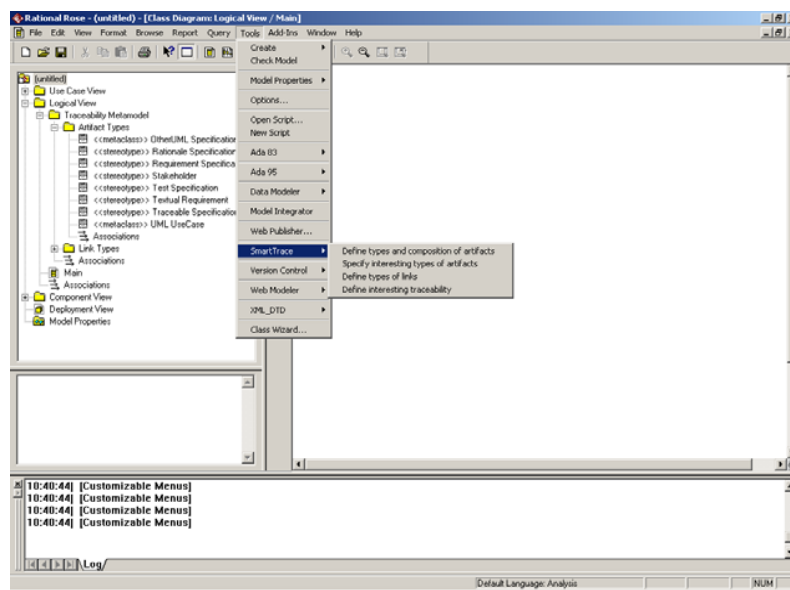 Rational Rose - (untitled) - [Class Diagram: Logical View / Main]
File Edit View Format Browse Report Query Tools Add-Ins Window Help
(untitled)
Use Case View
Logical View
Traceability Metamodel
Artifact Types
<<metaclass>> OtherUML Specification
<<stereotype>> Rationale Specification
<<stereotype>> Requirement Specifica
<<stereotype>> Stakeholder
<<stereotype>> Test Specification
<<stereotype>> Textual Requirement
<<stereotype>> Traceable Specification
<<metaclass>> UML UseCase
Associations
Link Types
Associations
Main
Associations
Component View
Deployment View
Model Properties
Create
Check Model
Model Properties
Options...
Open Script...
New Script
Ada 83
Ada 95
Data Modeler
Model Integrator
Web Publisher...
SmartTrace
Version Control
Web Modeler
XML_DTD
Class Wizard...
Define types and composition of artifacts
Specify interesting types of artifacts
Define types of links
Define interesting traceability
10:40:44| [Customizable Menus]
10:40:44| [Customizable Menus]
10:40:44| [Customizable Menus]
10:40:44| [Customizable Menus]
Log
Default Language: Analysis NUM